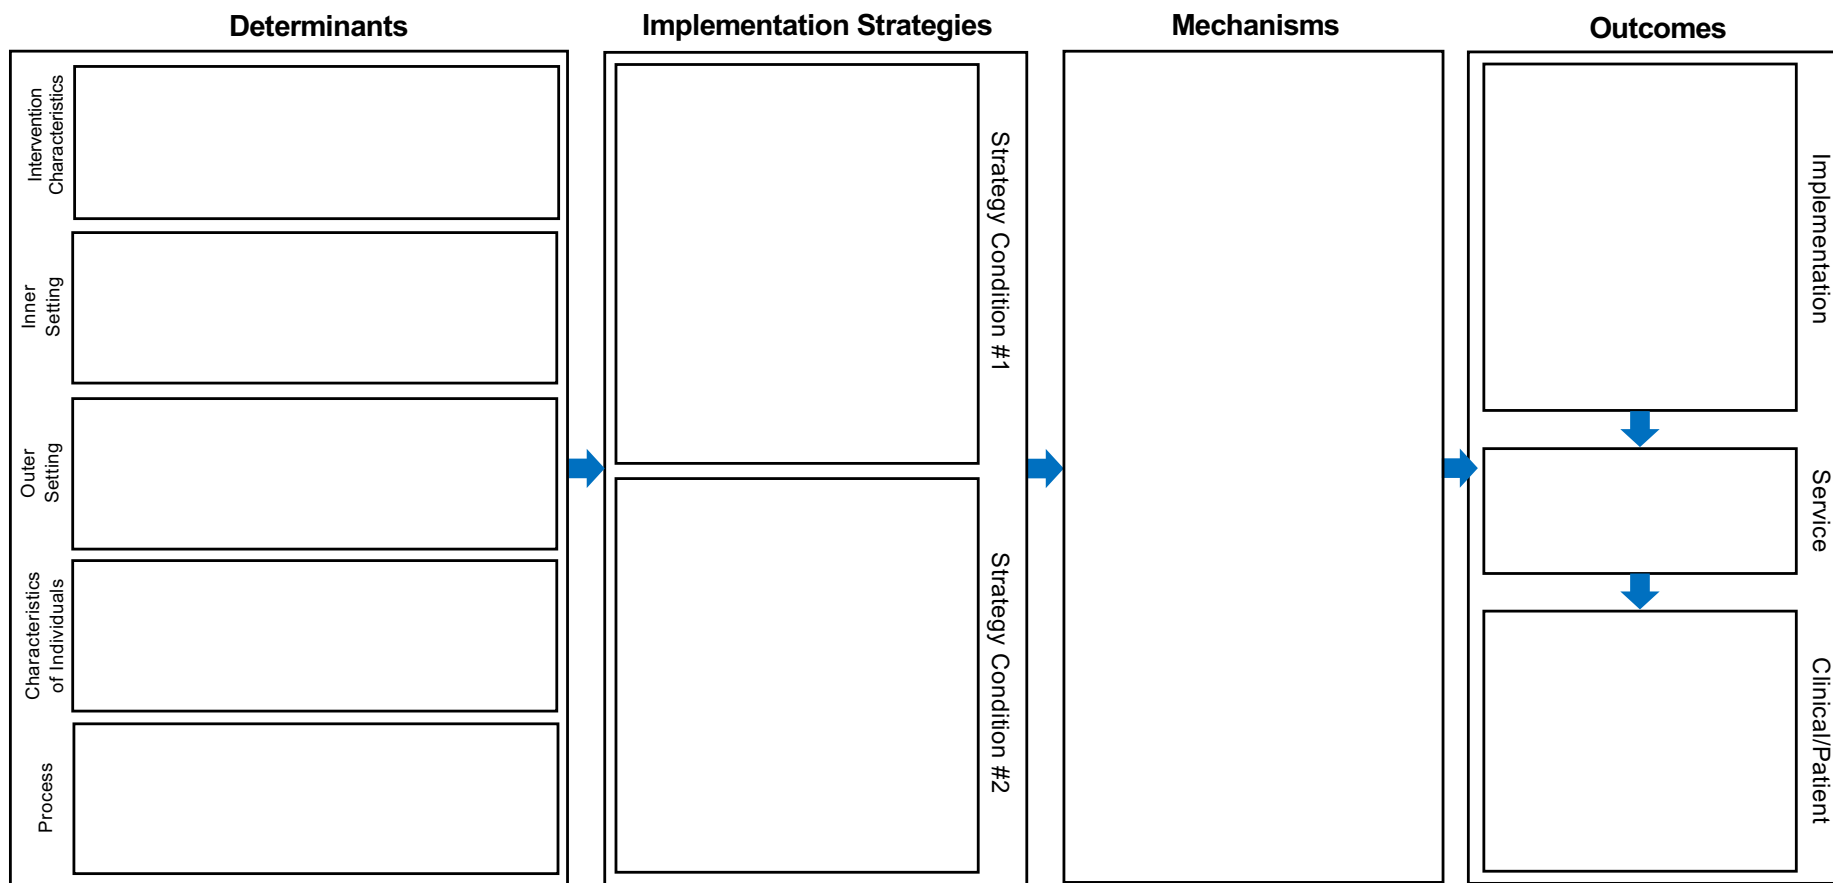 Determinants
Implementation Strategies
Mechanisms
Outcomes
Intervention
Characteristics
Inner
Setting
Outer
Setting
Characteristics
of Individuals
Process
Strategy Condition #1
Strategy Condition #2
Implementation
Service
Clinical/Patient